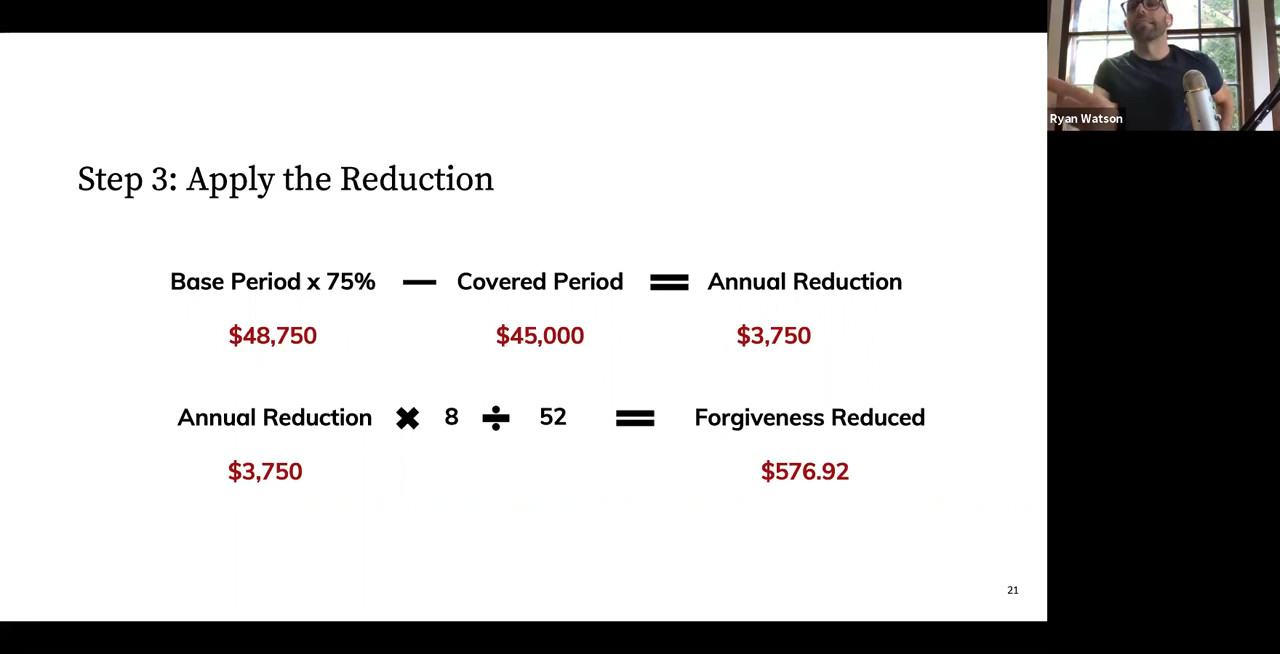 Ryan Watson
Step 3: Apply the Reduction
Base Period x 75% — Covered Period = Annual Reduction
$48,750 $45,000 $3,750
Annual Reduction ✖ 8 ÷ 52 = Forgiveness Reduced
$3,750 $576.92
21